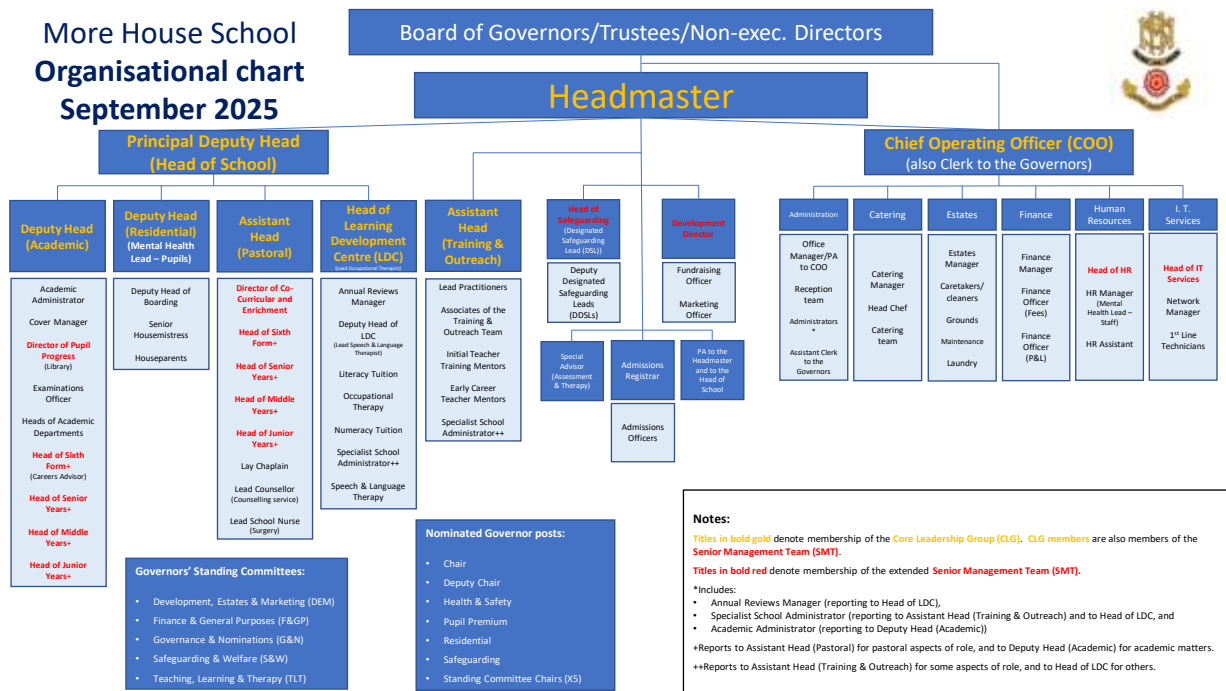 More House School
Organisational chart
September 2025
Board of Governors/Trustees/Non-exec. Directors
Headmaster
Principal Deputy Head
(Head of School)
Chief Operating Officer (COO)
(also Clerk to the Governors)
Deputy Head
(Academic)
Academic
Administrator
Cover Manager
Director of Pupil
Progress
(Library)
Examinations
Officer
Heads of Academic
Departments
Head of Sixth
Form+
(Careers Advisor)
Head of Senior
Years+
Head of Middle
Years+
Head of Junior
Years+
Deputy Head
(Residential)
(Mental Health
Lead – Pupils)
Deputy Head of
Boarding
Senior
Housemistress
Houseparents
Assistant
Head
(Pastoral)
Director of Co-
Curricular and
Enrichment
Head of Sixth
Form+
Head of Senior
Years+
Head of Middle
Years+
Head of Junior
Years+
Lay Chaplain
Lead Counsellor
(Counselling service)
Lead School Nurse
(Surgery)
Head of
Learning
Development
Centre (LDC)
(Lead Occupational Therapist)
Annual Reviews
Manager
Deputy Head of
LDC
(Lead Speech & Language
Therapist)
Literacy Tuition
Occupational
Therapy
Numeracy Tuition
Specialist School
Administrator++
Speech & Language
Therapy
Assistant
Head
(Training &
Outreach)
Lead Practitioners
Associates of the
Training &
Outreach Team
Initial Teacher
Training Mentors
Early Career
Teacher Mentors
Specialist School
Administrator++
Head of
Safeguarding
(Designated
Safeguarding
Lead (DSL))
Deputy
Designated
Safeguarding
Leads
(DDSLs)
Development
Director
Fundraising
Officer
Marketing
Officer
Special
Advisor
(Assessment
& Therapy)
Admissions
Registrar
Admissions
Officers
PA to the
Headmaster
and to the
Head of
School
Administration
Office
Manager/PA
to COO
Reception
team
Administrators
*
Assistant Clerk
to the
Governors
Catering
Catering
Manager
Head Chef
Catering
team
Estates
Estates
Manager
Caretakers/
cleaners
Grounds
Maintenance
Laundry
Finance
Finance
Manager
Finance
Officer
(Fees)
Finance
Officer
(P&L)
Human
Resources
Head of HR
HR Manager
(Mental
Health Lead –
Staff)
HR Assistant
I. T.
Services
Head of IT
Services
Network
Manager
1st Line
Technicians
Governors' Standing Committees:
• Development, Estates & Marketing (DEM)
• Finance & General Purposes (F&GP)
• Governance & Nominations (G&N)
• Safeguarding & Welfare (S&W)
• Teaching, Learning & Therapy (TLT)
Nominated Governor posts:
• Chair
• Deputy Chair
• Health & Safety
• Pupil Premium
• Residential
• Safeguarding
• Standing Committee Chairs (X5)
Notes:
Titles in bold gold denote membership of the Core Leadership Group (CLG). CLG members are also members of the
Senior Management Team (SMT).
Titles in bold red denote membership of the extended Senior Management Team (SMT).
*Includes:
• Annual Reviews Manager (reporting to Head of LDC),
• Specialist School Administrator (reporting to Assistant Head (Training & Outreach) and to Head of LDC, and
• Academic Administrator (reporting to Deputy Head (Academic))
+Reports to Assistant Head (Pastoral) for pastoral aspects of role, and to Deputy Head (Academic) for academic matters.
++Reports to Assistant Head (Training & Outreach) for some aspects of role, and to Head of LDC for others.